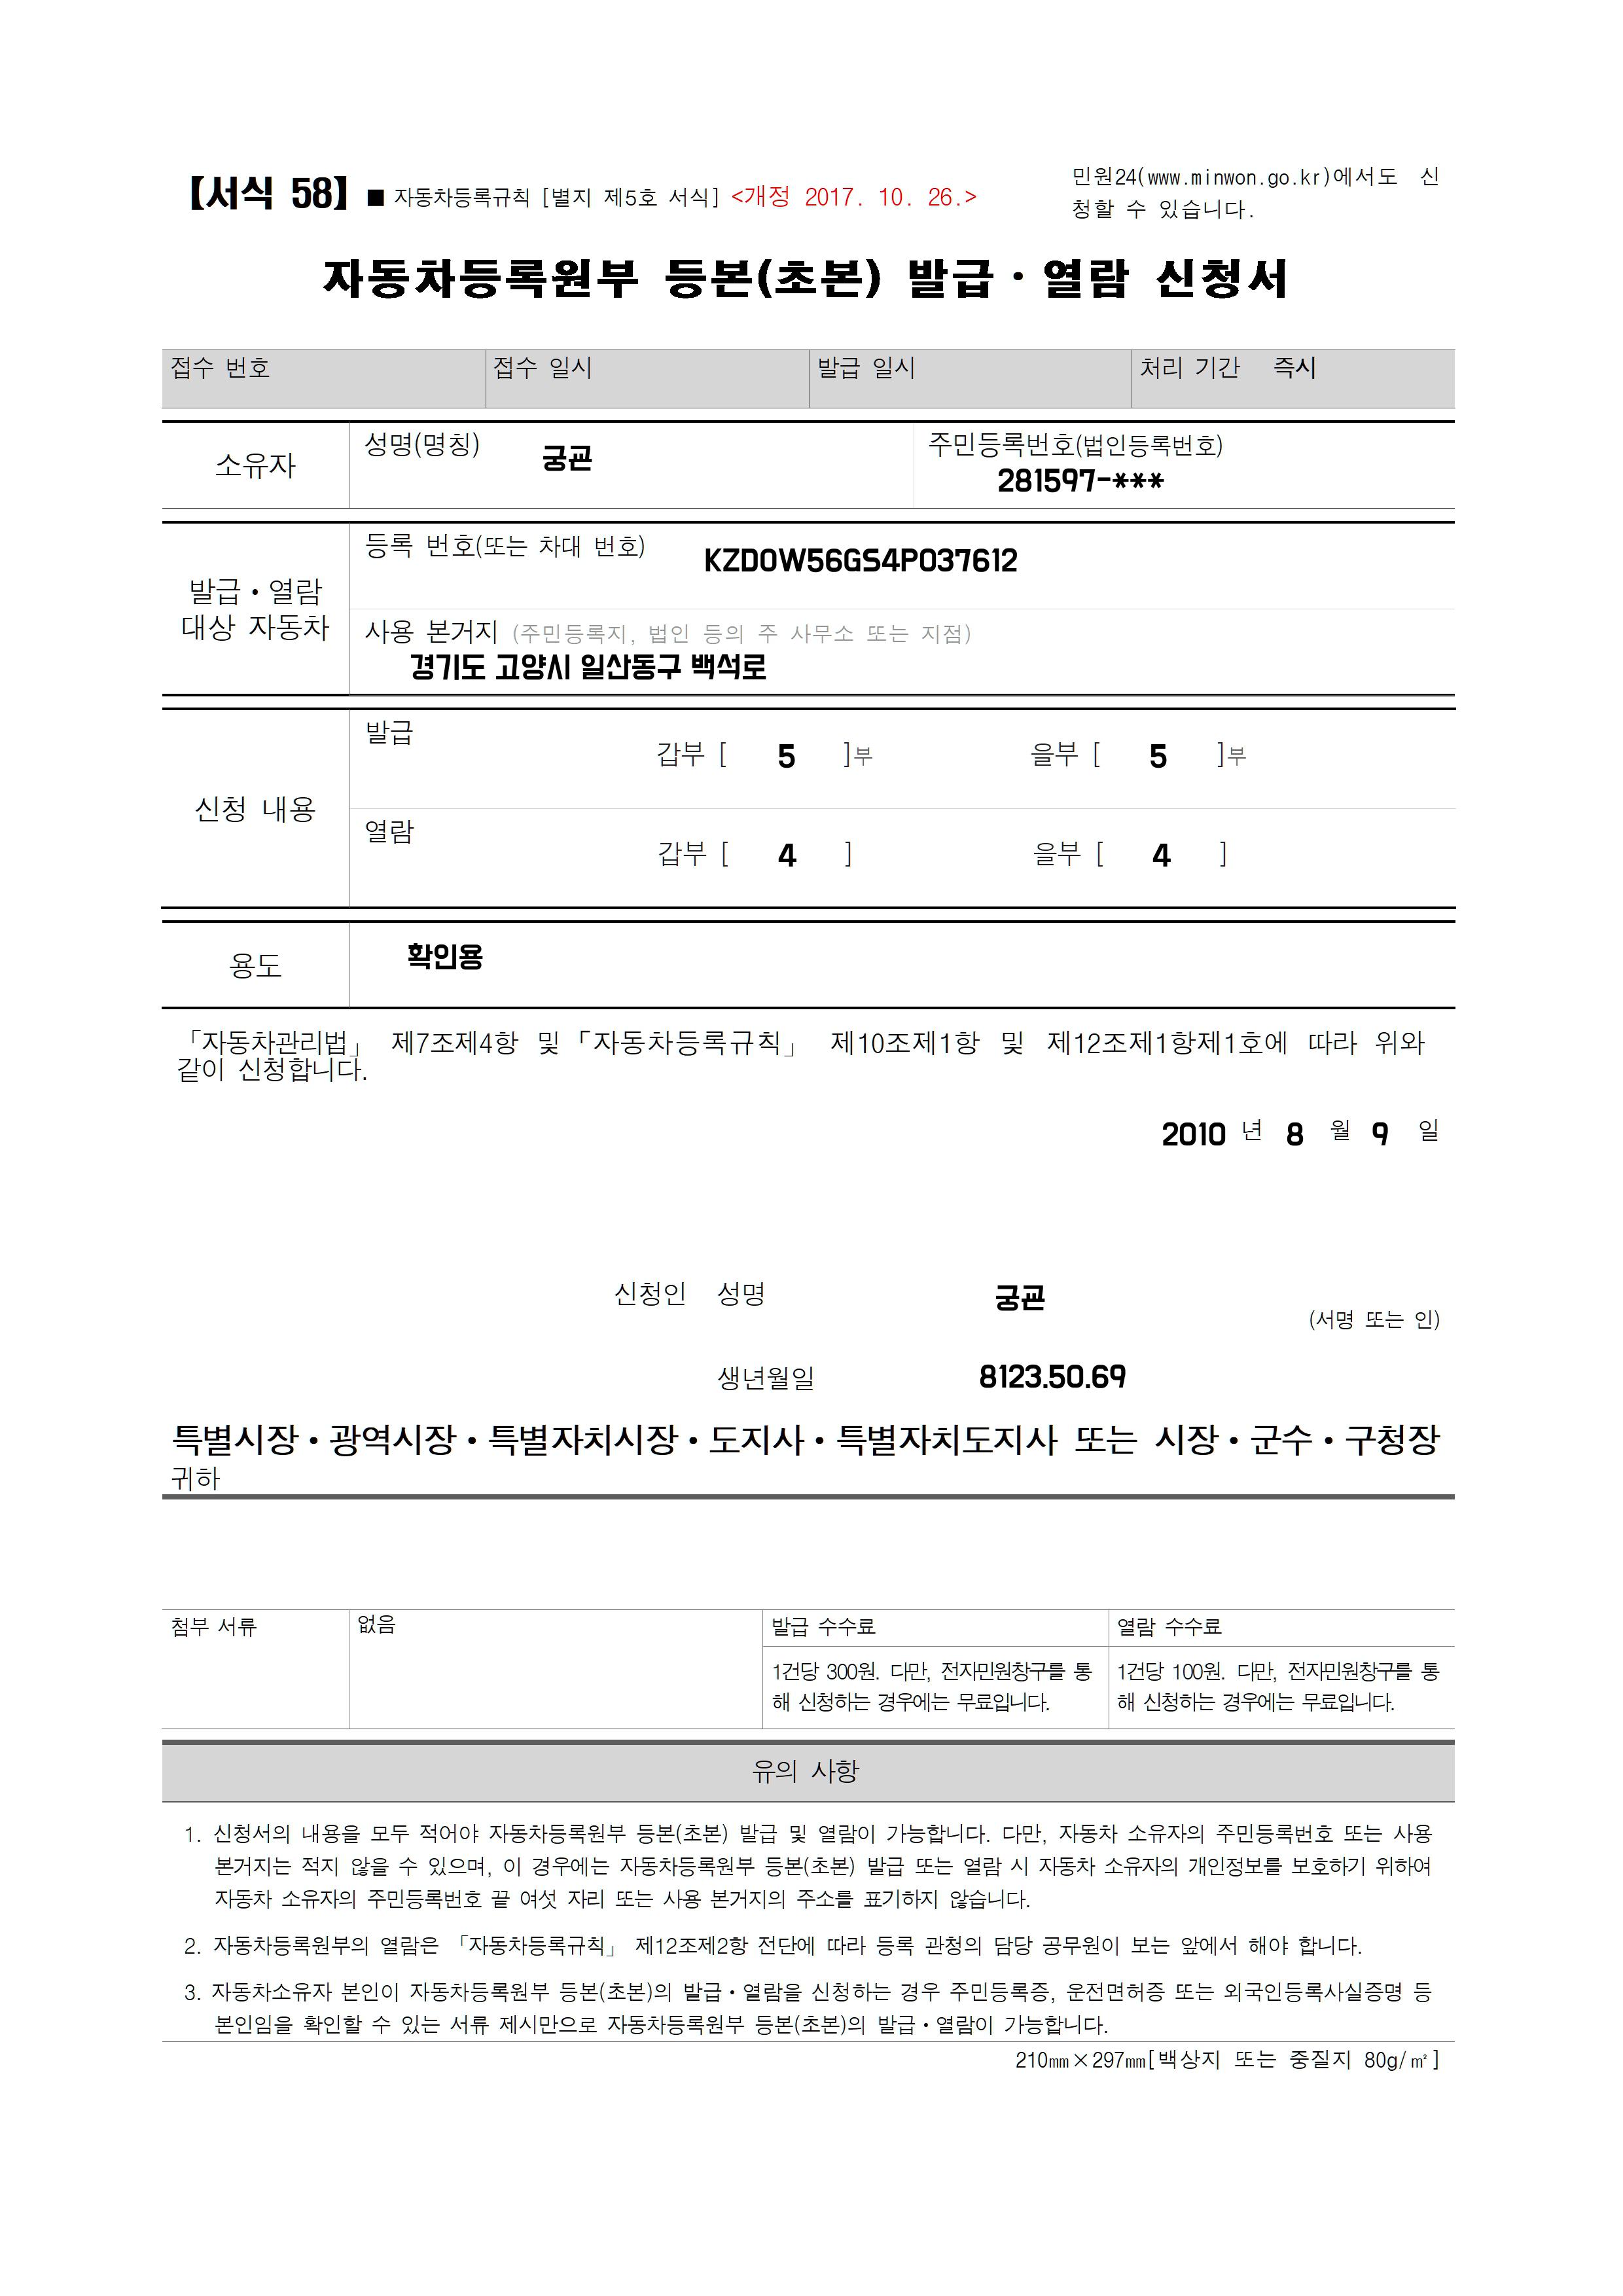 【서식 58】 ■ 자동차등록규칙 [별지 제5호 서식] <개정 2017. 10. 26.>
민원24(www.minwon.go.kr)에서도 신
청할 수 있습니다.
자동차등록원부 등본(초본) 발급·열람 신청서
접수 번호 접수 일시 발급 일시 처리 기간 즉시
소유자 성명(명칭) 궁굔 주민등록번호(법인등록번호)
281597-***
발급·열람
대상 자동차
등록 번호(또는 차대 번호) KZD0W56GS4P037612
사용 본거지 (주민등록지, 법인 등의 주 사무소 또는 지점)
경기도 고양시 일산동구 백석로
신청 내용
발급 갑부 [ 5 ]부 을부 [ 5 ]부
열람 갑부 [ 4 ] 을부 [ 4 ]
용도 확인용
「자동차관리법」 제7조제4항 및「자동차등록규칙」 제10조제1항 및 제12조제1항제1호에 따라 위와
같이 신청합니다.
2010 년 8 월 9 일
신청인 성명 궁굔
(서명 또는 인)
생년월일 8123.50.69
특별시장·광역시장·특별자치시장·도지사·특별자치도지사 또는 시장·군수·구청장
귀하
첨부 서류 없음 발급 수수료 열람 수수료
1건당 300원. 다만, 전자민원창구를 통
해 신청하는 경우에는 무료입니다.
1건당 100원. 다만, 전자민원창구를 통
해 신청하는 경우에는 무료입니다.
유의 사항
1. 신청서의 내용을 모두 적어야 자동차등록원부 등본(초본) 발급 및 열람이 가능합니다. 다만, 자동차 소유자의 주민등록번호 또는 사용
본거지는 적지 않을 수 있으며, 이 경우에는 자동차등록원부 등본(초본) 발급 또는 열람 시 자동차 소유자의 개인정보를 보호하기 위하여
자동차 소유자의 주민등록번호 끝 여섯 자리 또는 사용 본거지의 주소를 표기하지 않습니다.
2. 자동차등록원부의 열람은 「자동차등록규칙」 제12조제2항 전단에 따라 등록 관청의 담당 공무원이 보는 앞에서 해야 합니다.
3. 자동차소유자 본인이 자동차등록원부 등본(초본)의 발급·열람을 신청하는 경우 주민등록증, 운전면허증 또는 외국인등록사실증명 등
본인임을 확인할 수 있는 서류 제시만으로 자동차등록원부 등본(초본)의 발급·열람이 가능합니다.
210㎜×297㎜[백상지 또는 중질지 80g/㎡]